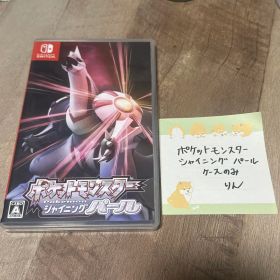 NINTENDO SWITCH
ポケットモンスター
シャイニング パール
A
ポケットモンスター
シャイニング パール
ケースのみ
りん